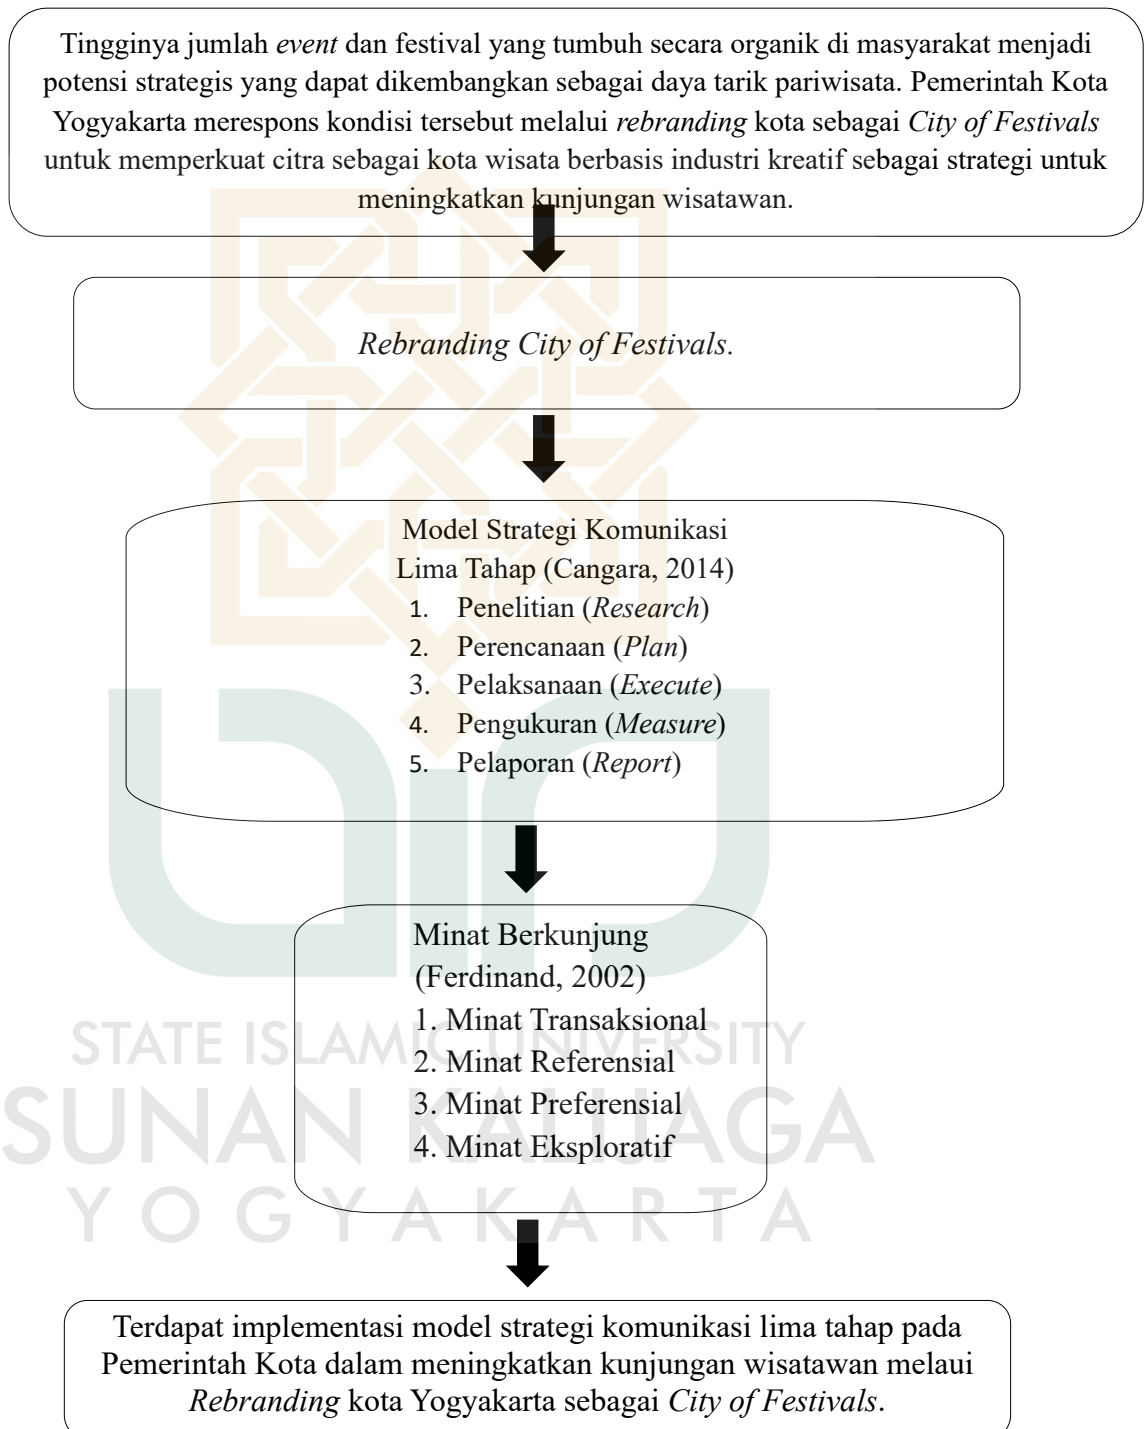 Tingginya jumlah event dan festival yang tumbuh secara organik di masyarakat menjadi
potensi strategis yang dapat dikembangkan sebagai daya tarik pariwisata. Pemerintah Kota
Yogyakarta merespons kondisi tersebut melalui rebranding kota sebagai City of Festivals
untuk memperkuat citra sebagai kota wisata berbasis industri kreatif sebagai strategi untuk
meningkatkan kunjungan wisatawan.
Rebranding City of Festivals.
Model Strategi Komunikasi
Lima Tahap (Cangara, 2014)
1. Penelitian (Research)
2. Perencanaan (Plan)
3. Pelaksanaan (Execute)
4. Pengukuran (Measure)
5. Pelaporan (Report)
Minat Berkunjung
(Ferdinand, 2002)
1. Minat Transaksional
2. Minat Referensial
3. Minat Preferensial
4. Minat Eksploratif
STATE ISLAMIC UNIVERSITY
SUNAN KALIJAGA
YOGYAKARTA
Terdapat implementasi model strategi komunikasi lima tahap pada
Pemerintah Kota dalam meningkatkan kunjungan wisatawan melaui
Rebranding kota Yogyakarta sebagai City of Festivals.